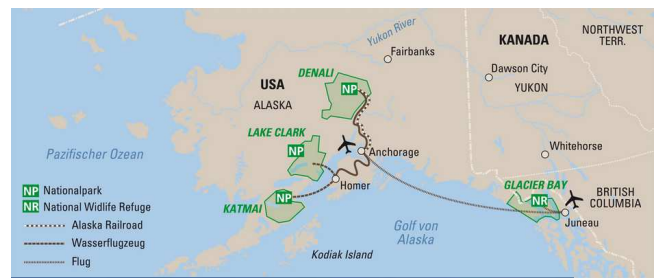 KANADA
NORTHWEST
TERR.
Yukon River
Fairbanks
DENALI
NP
USA
ALASKA
Dawson City
YUKON
LAKE CLARK
NP
Anchorage
Whitehorse
Pazifischer Ozean
Homer
GLACIER BAY
NR
BRITISH
COLUMBIA
Juneau
KATMAI
NP
Golf von
Alaska
Kodiak Island
NP Nationalpark
NR National Widlife Refuge
Alaska Railroad
Wasserflugzeug
Flug